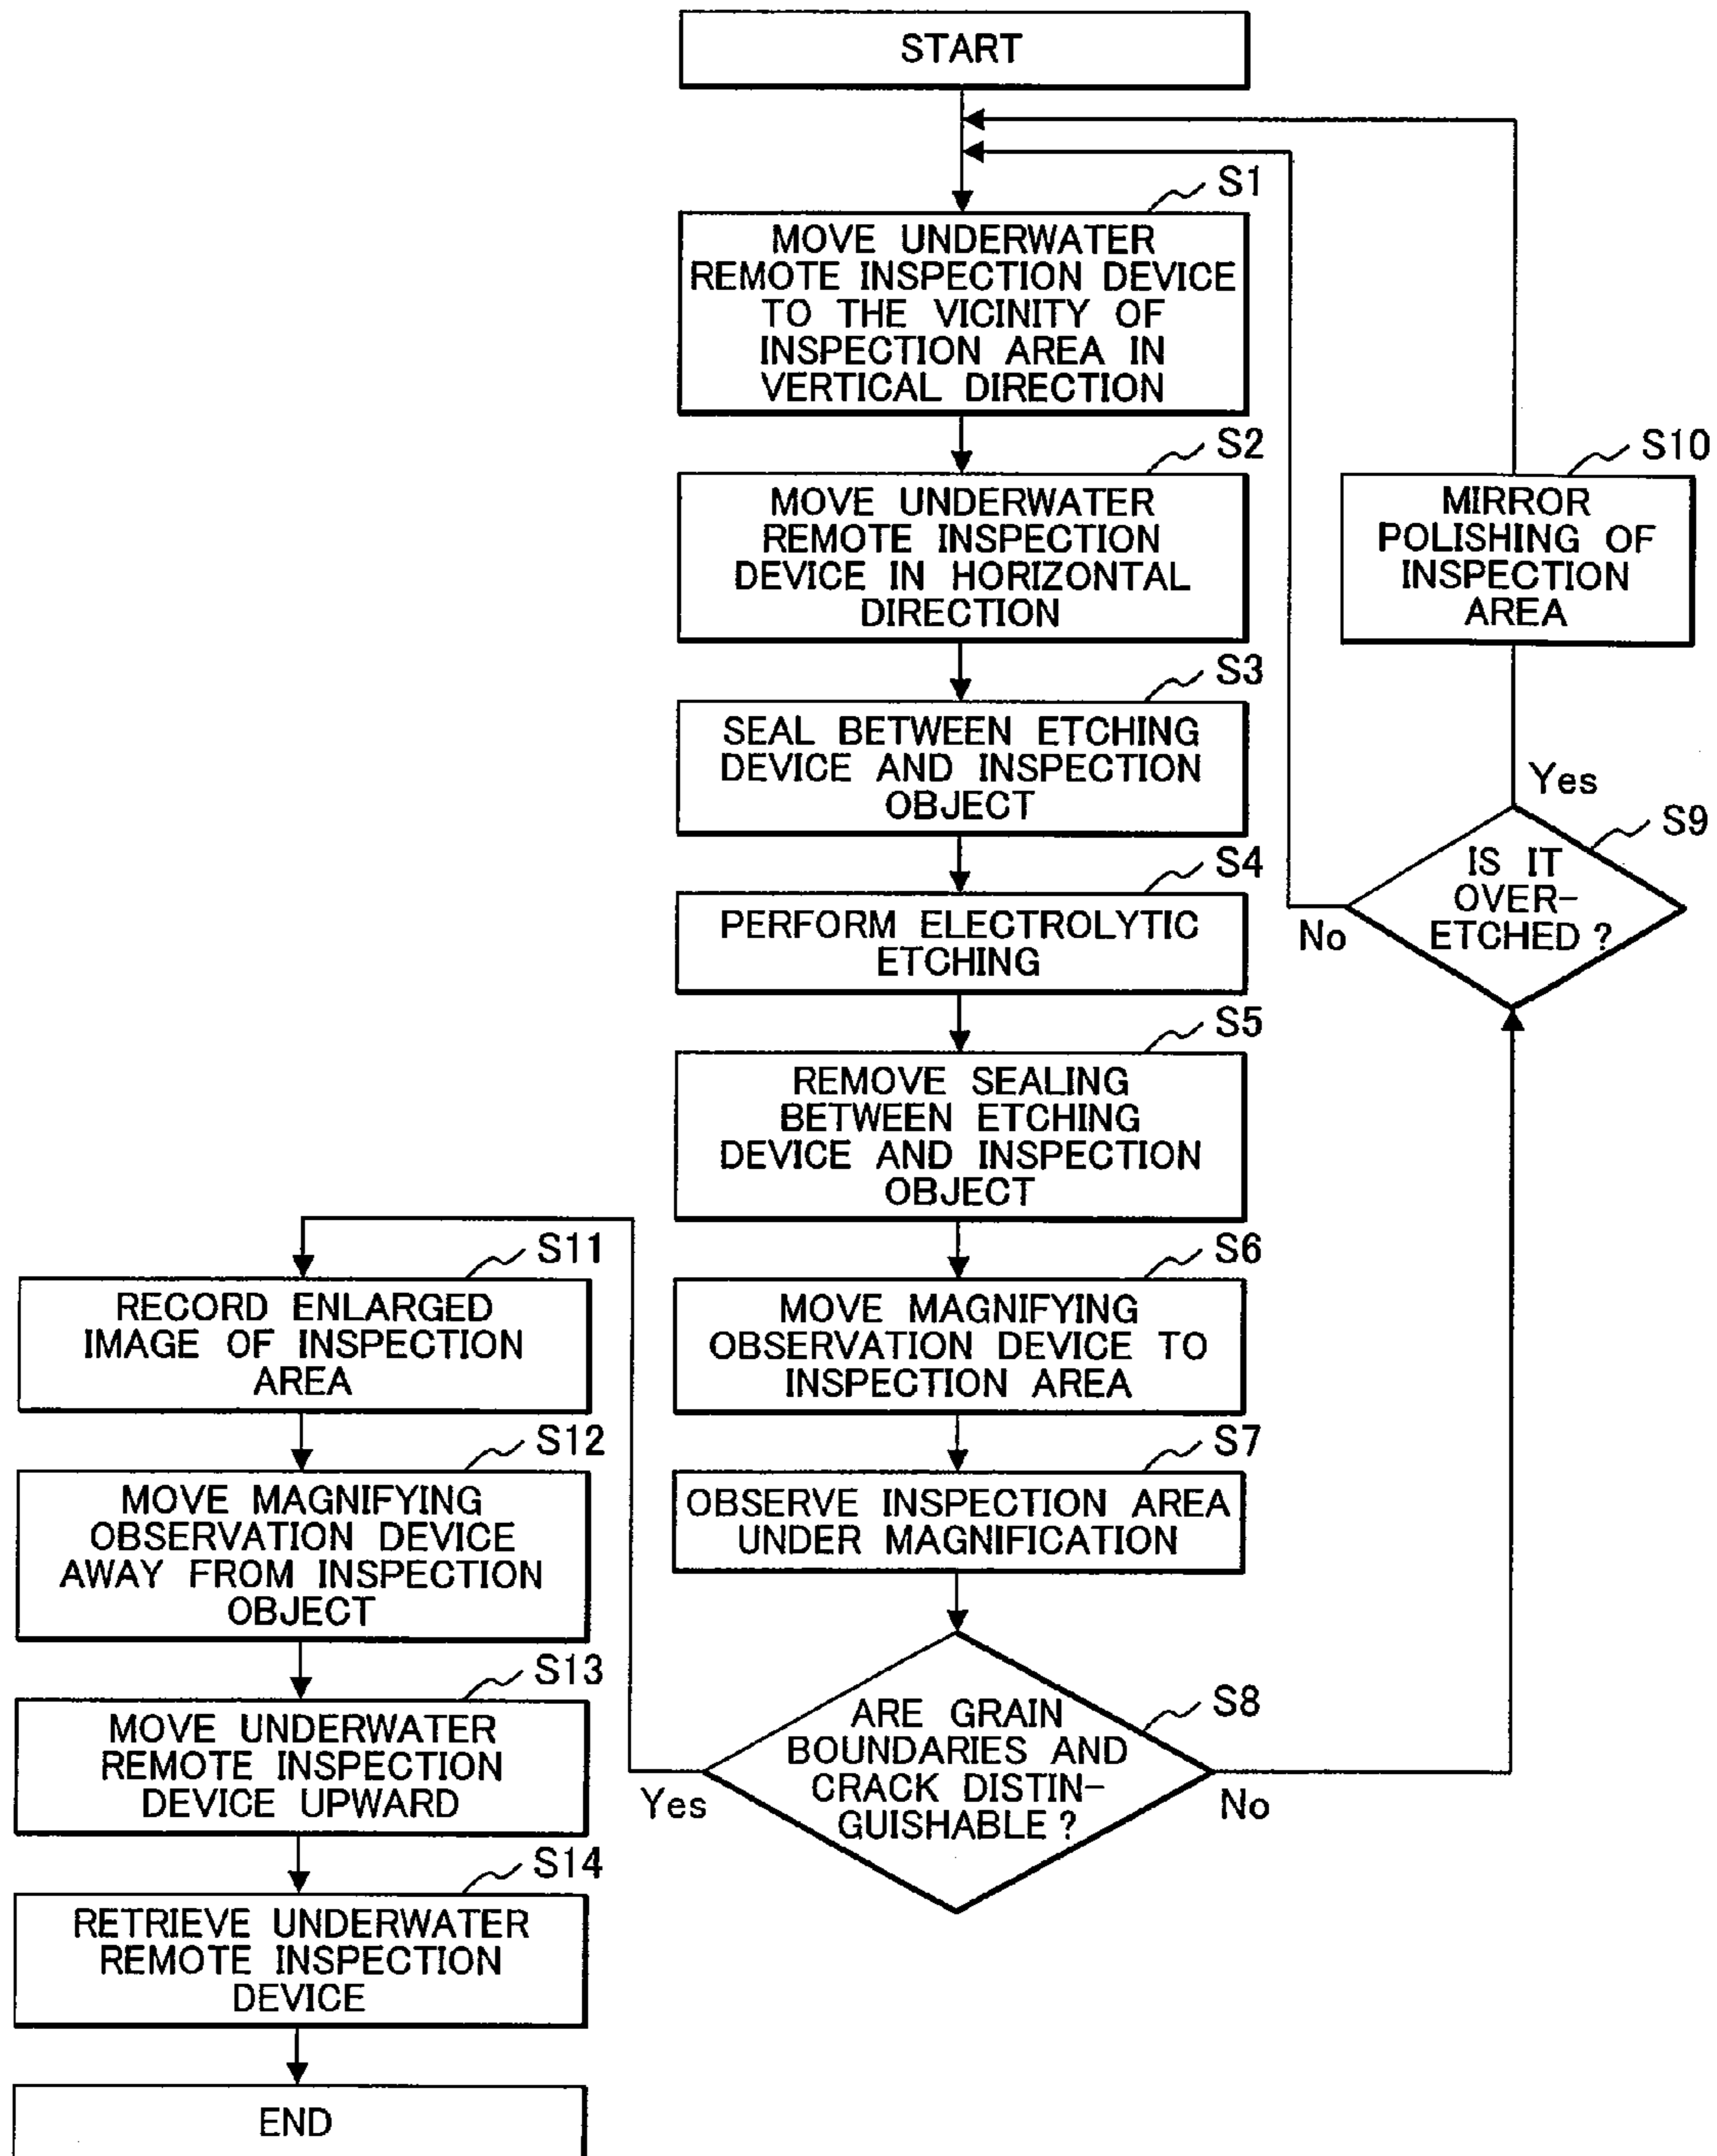 START
S1
MOVE UNDERWATER
REMOTE INSPECTION DEVICE
TO THE VICINITY OF
INSPECTION AREA IN
VERTICAL DIRECTION
S2
MOVE UNDERWATER
REMOTE INSPECTION
DEVICE IN HORIZONTAL
DIRECTION
S3
SEAL BETWEEN ETCHING
DEVICE AND INSPECTION
OBJECT
S4
PERFORM ELECTROLYTIC
ETCHING
S5
REMOVE SEALING
BETWEEN ETCHING
DEVICE AND INSPECTION
OBJECT
S6
MOVE MAGNIFYING
OBSERVATION DEVICE TO
INSPECTION AREA
S7
OBSERVE INSPECTION AREA
UNDER MAGNIFICATION
S8
ARE GRAIN
BOUNDARIES AND
CRACK DISTIN-
GUISHABLE ?
Yes
No
S9
IS IT
OVER-
ETCHED ?
Yes
No
S10
MIRROR
POLISHING OF
INSPECTION
AREA
S11
RECORD ENLARGED
IMAGE OF INSPECTION
AREA
S12
MOVE MAGNIFYING
OBSERVATION DEVICE
AWAY FROM INSPECTION
OBJECT
S13
MOVE UNDERWATER
REMOTE INSPECTION
DEVICE UPWARD
S14
RETRIEVE UNDERWATER
REMOTE INSPECTION
DEVICE
END